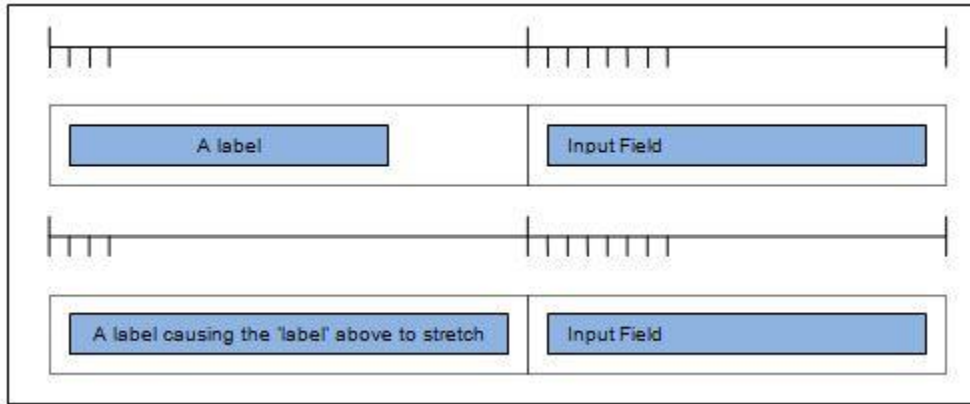 A label
Input Field
A label causing the 'label' above to stretch
Input Field